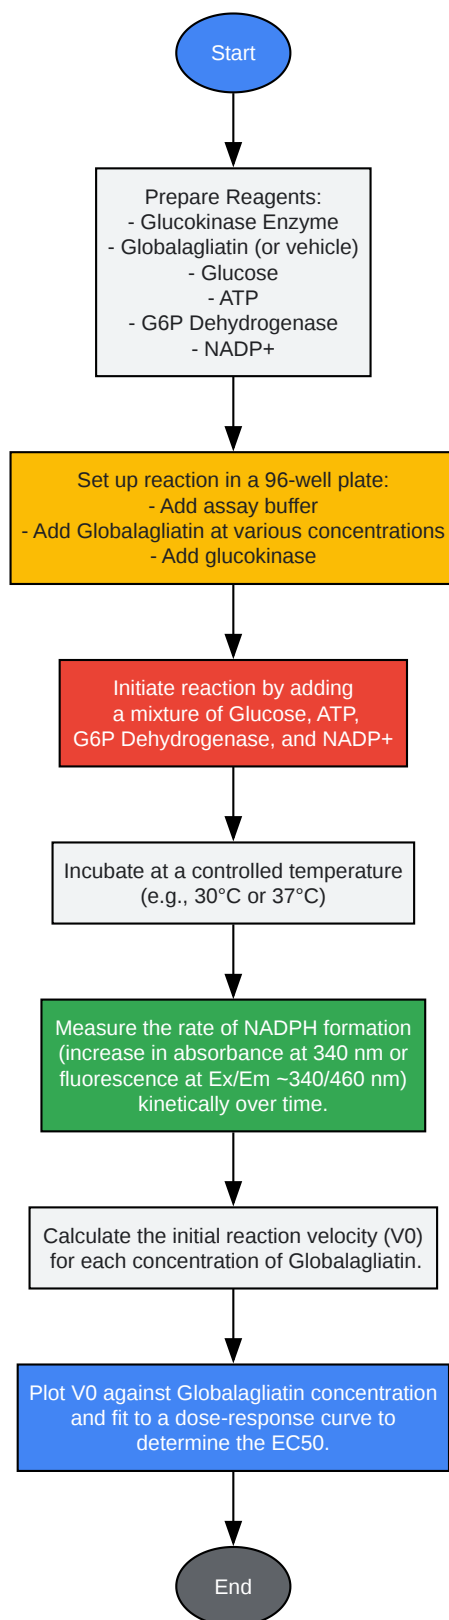 Start
Prepare Reagents:
- Glucokinase Enzyme
- Globalagliatin (or vehicle)
- Glucose
- ATP
- G6P Dehydrogenase
- NADP+
Set up reaction in a 96-well plate:
- Add assay buffer
- Add Globalagliatin at various concentrations
- Add glucokinase
Initiate reaction by adding
a mixture of Glucose, ATP,
G6P Dehydrogenase, and NADP+
Incubate at a controlled temperature
(e.g., 30°C or 37°C)
Measure the rate of NADPH formation
(increase in absorbance at 340 nm or
fluorescence at Ex/Em ~340/460 nm)
kinetically over time.
Calculate the initial reaction velocity (V0)
for each concentration of Globalagliatin.
Plot V0 against Globalagliatin concentration
and fit to a dose-response curve to
determine the EC50.
End